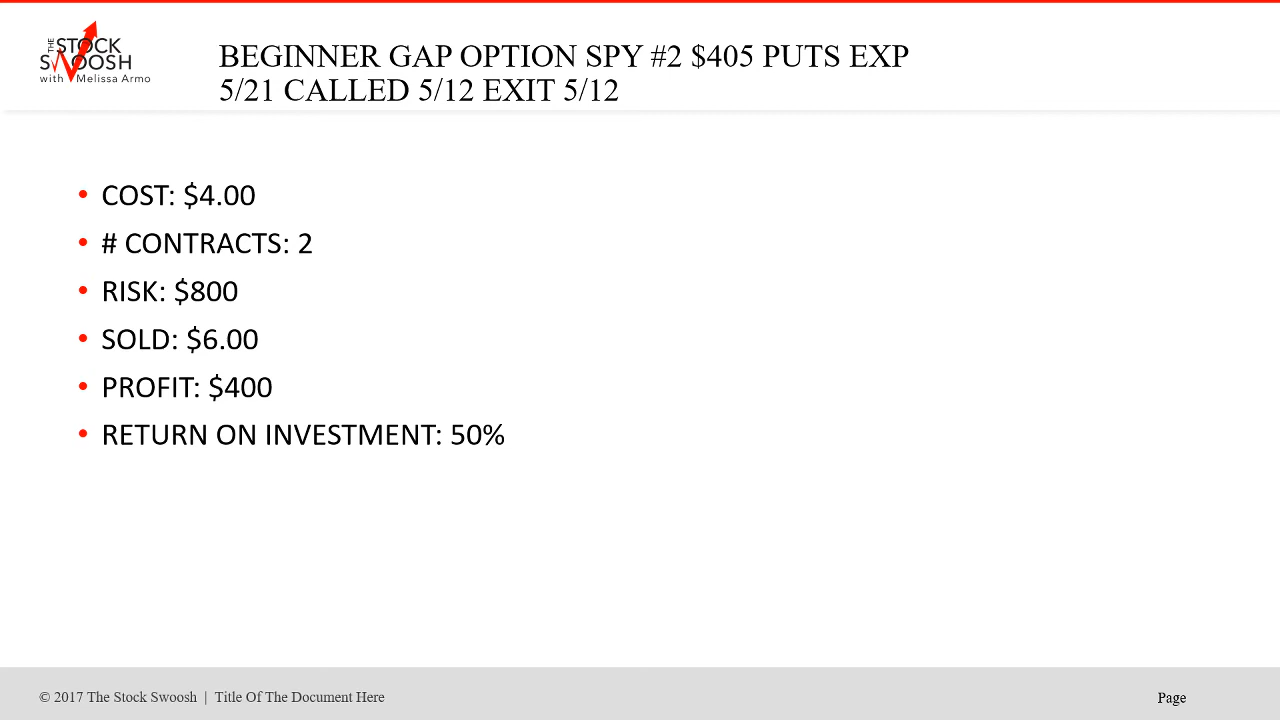 THE
STOCK
SWOOSH
with Melissa Armo
BEGINNER GAP OPTION SPY #2 $405 PUTS EXP
5/21 CALLED 5/12 EXIT 5/12
• COST: $4.00
• # CONTRACTS: 2
• RISK: $800
• SOLD: $6.00
• PROFIT: $400
• RETURN ON INVESTMENT: 50%
© 2017 The Stock Swoosh | Title Of The Document Here
Page